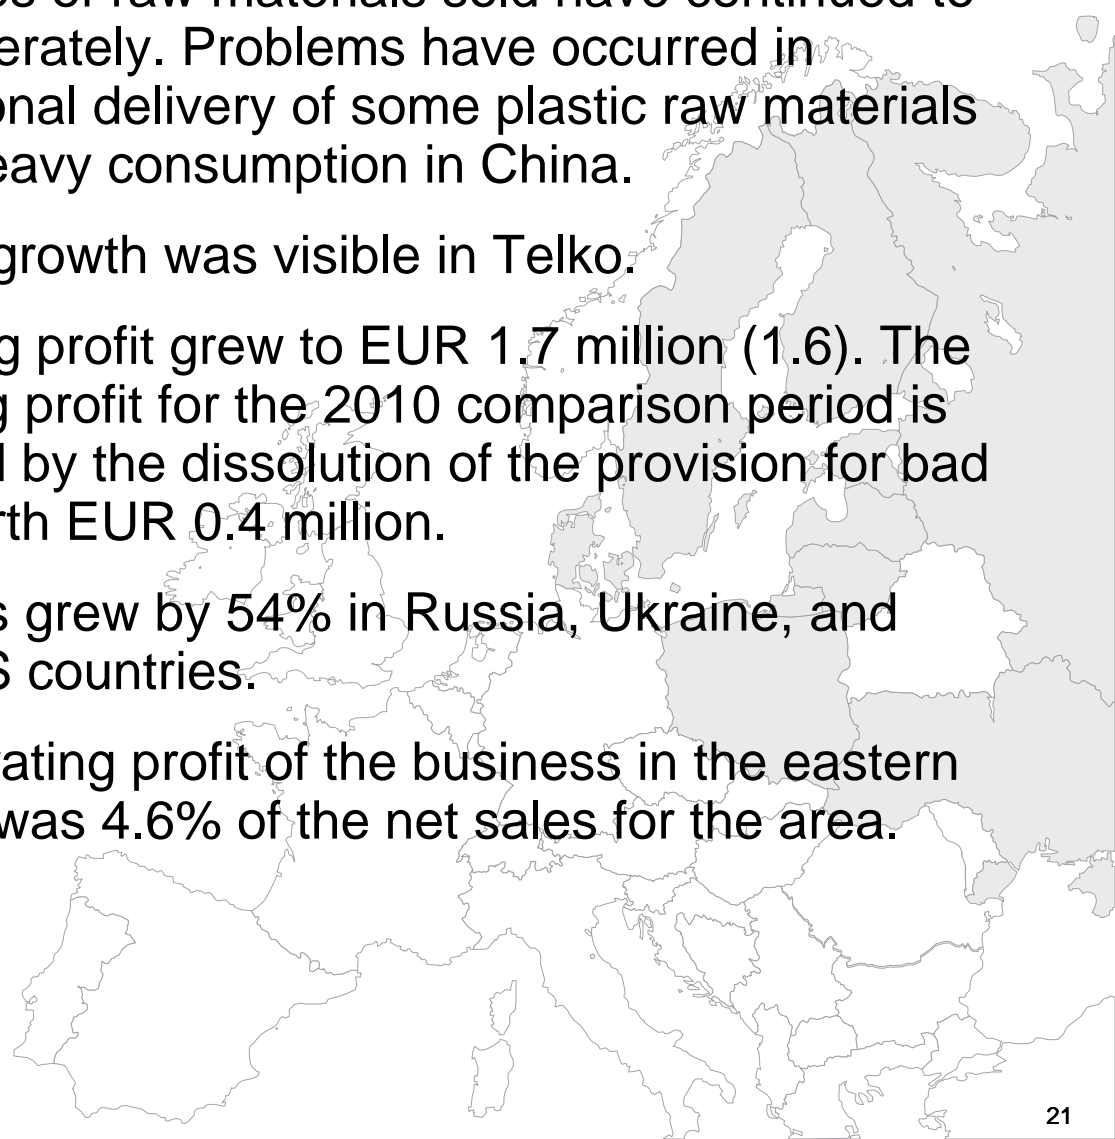 of raw materials sold have continued to
erately. Problems have occurred in
onal delivery of some plastic raw materials
eavy consumption in China.
growth was visible in Telko.
g profit grew to EUR 1.7 million (1.6). The
g profit for the 2010 comparison period is
by the dissolution of the provision for bad
rth EUR 0.4 million.
s grew by 54% in Russia, Ukraine, and
S countries.
ating profit of the business in the eastern
was 4.6% of the net sales for the area.
21